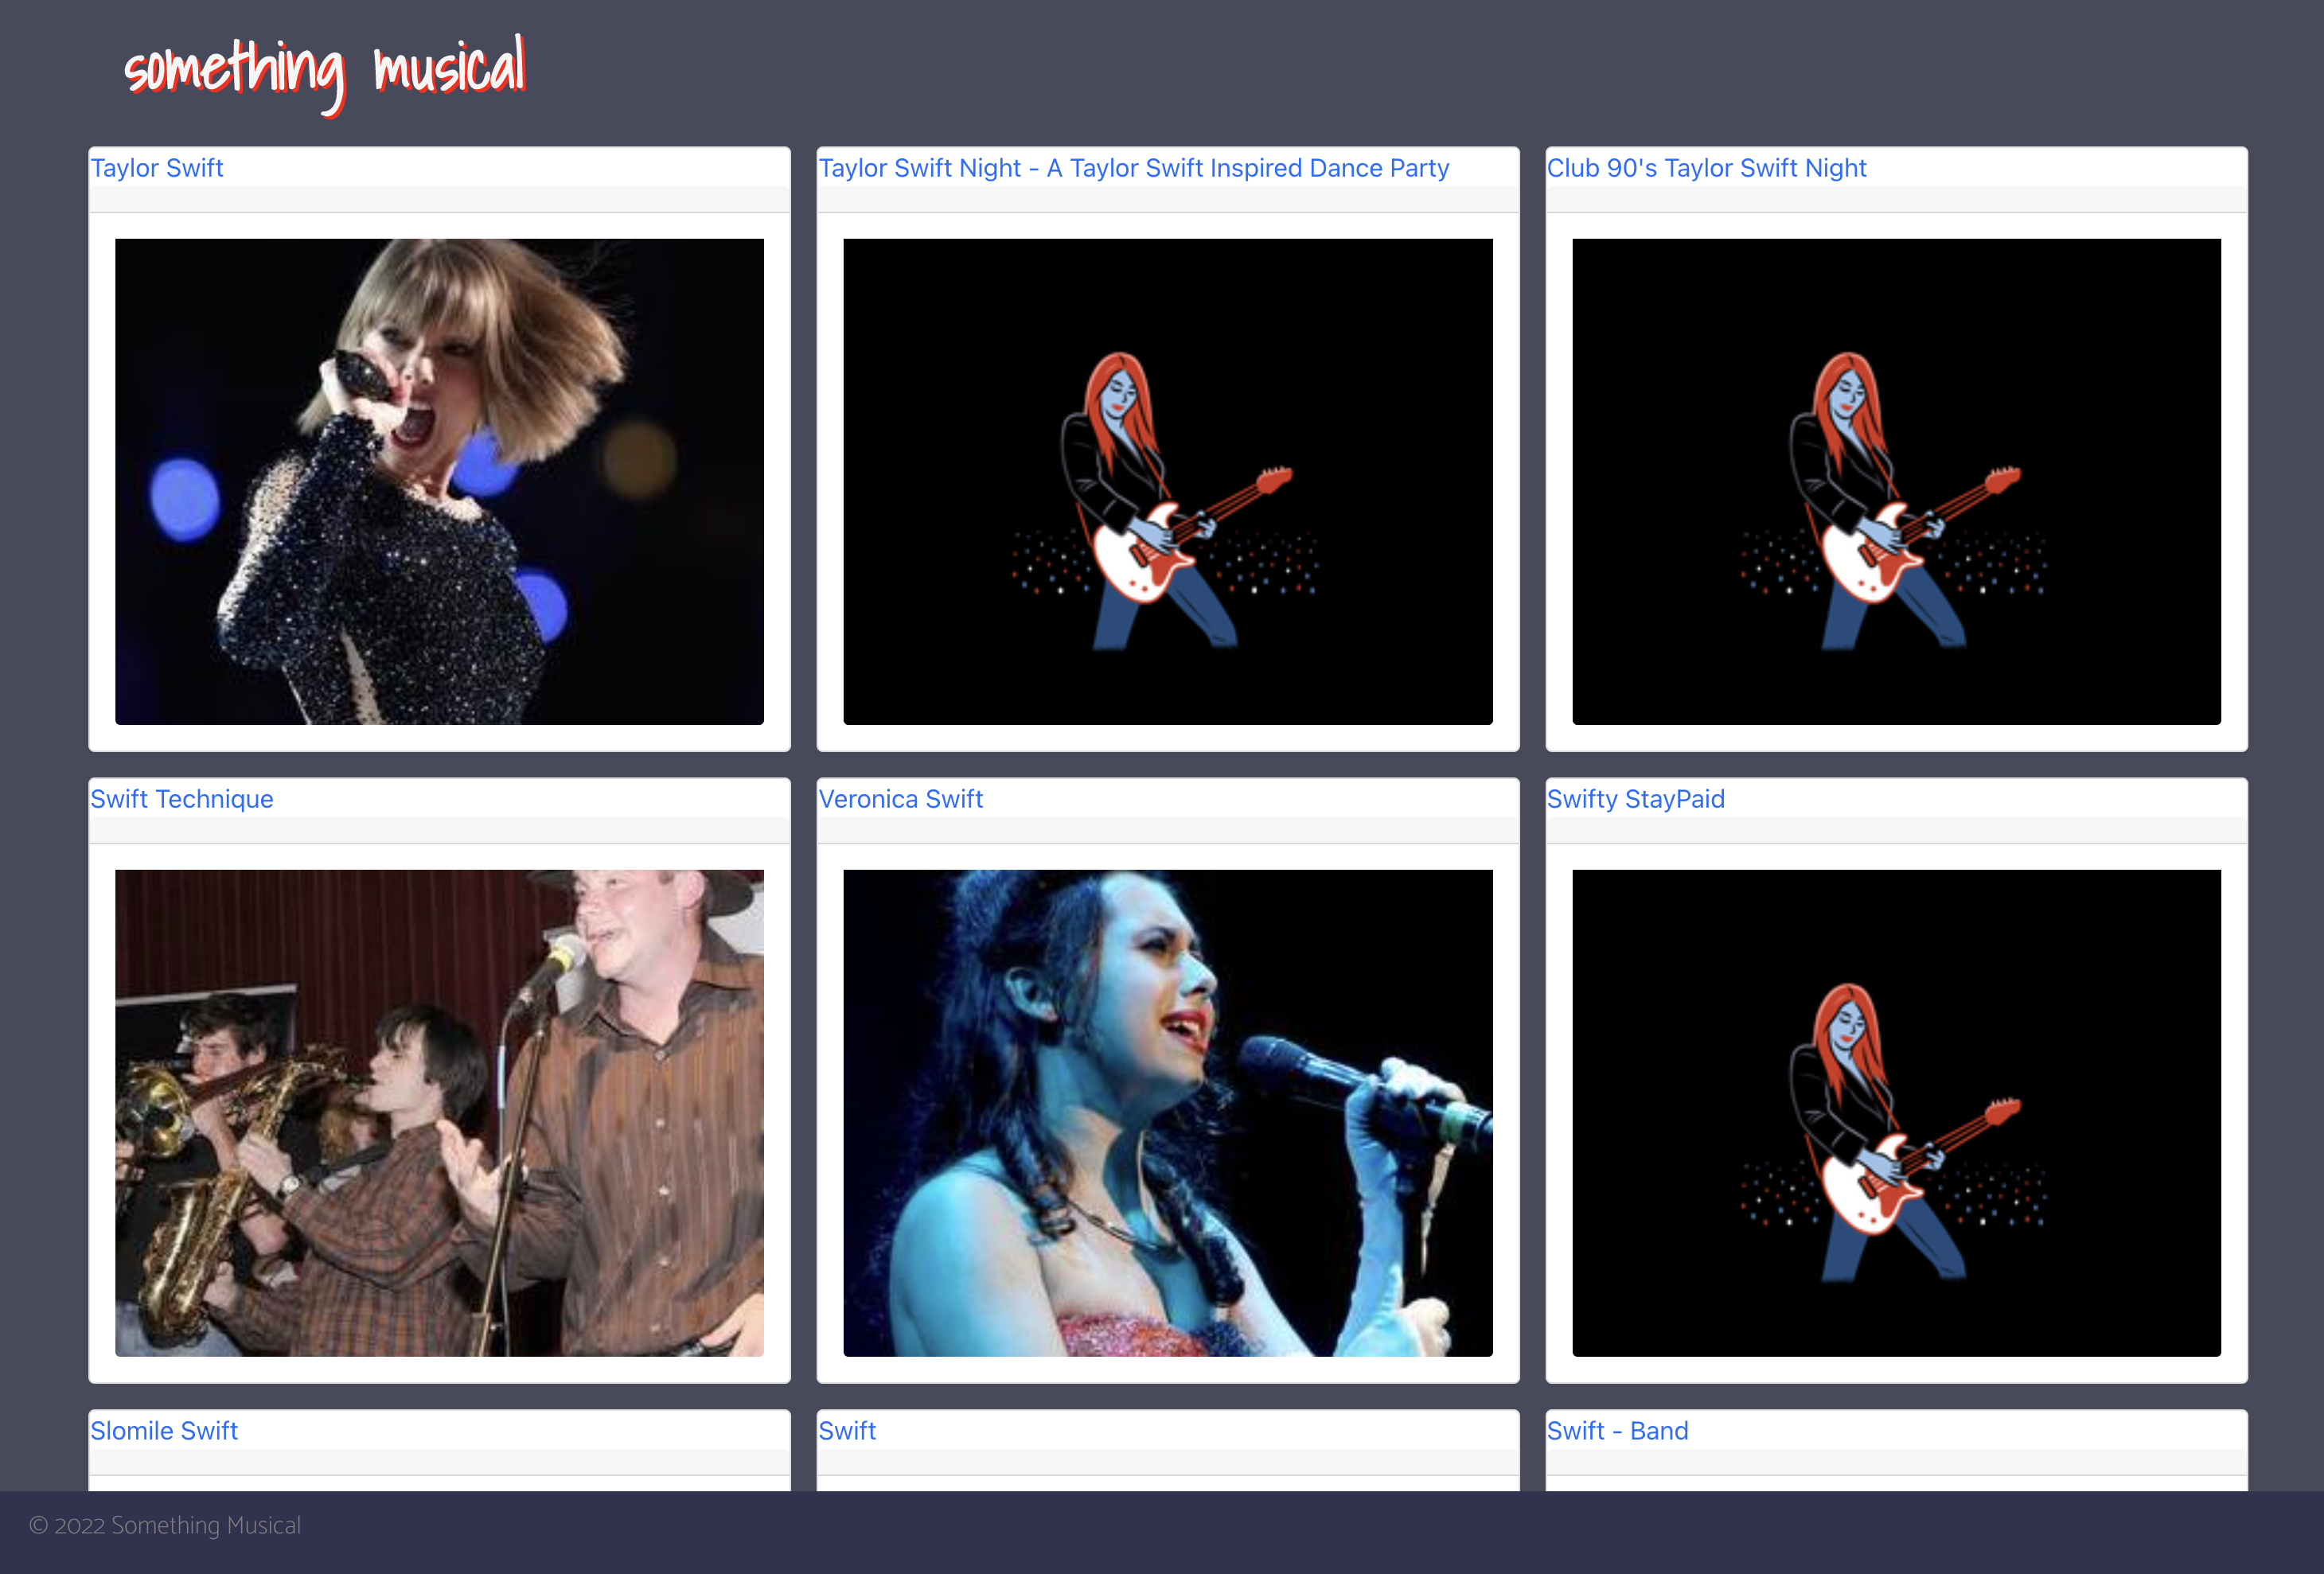 something musical
Taylor Swift
Taylor Swift Night - A Taylor Swift Inspired Dance Party
Club 90's Taylor Swift Night
Swift Technique
Veronica Swift
Swifty StayPaid
Slomile Swift
Swift
Swift - Band
© 2022 Something Musical